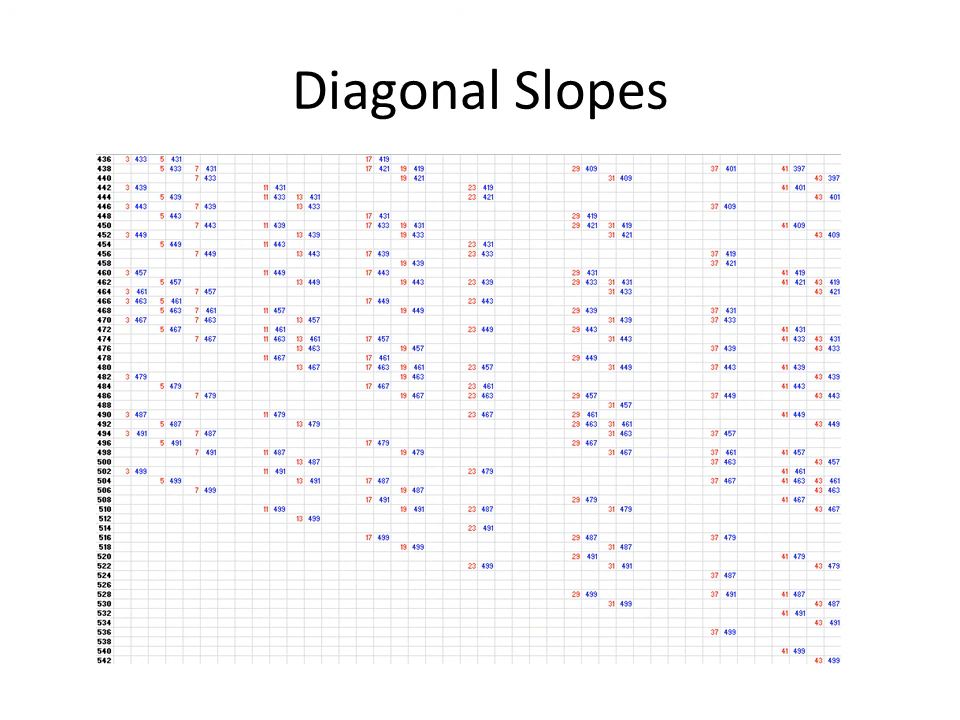 Diagonal Slopes
436 3 433 5 431 17 419
438 5 433 7 431 17 421 19 419 29 409 37 401 41 397
440 7 433 19 421 31 409 43 397
442 3 439 11 431 23 419 41 401
444 5 439 11 433 13 431 23 421 43 401
446 3 443 7 439 13 433 37 409
448 5 443 17 431 29 419
450 7 443 11 439 17 433 19 431 29 421 31 419 41 409
452 3 449 13 439 19 433 31 421 43 409
454 5 449 11 443 23 431
456 7 449 13 443 17 439 23 433 37 419
458 19 439 37 421
460 3 457 11 449 17 443 29 431 41 419
462 5 457 13 449 19 443 23 439 29 433 31 431 41 421 43 419
464 3 461 7 457 31 433 43 421
466 3 463 5 461 17 449 23 443
468 5 463 7 461 11 457 19 449 29 439 37 431
470 3 467 7 463 13 457 31 439 37 433
472 5 467 11 461 23 449 29 443 41 431
474 7 467 11 463 13 461 17 457 31 443 41 433 43 431
476 13 463 19 457 37 439 43 433
478 11 467 17 461 29 449
480 13 467 17 463 19 461 23 457 31 449 37 443 41 439
482 3 479 19 463 43 439
484 5 479 17 467 23 461 41 443
486 7 479 19 467 23 463 29 457 37 449 43 443
488 31 457
490 3 487 11 479 23 467 29 461 41 449
492 5 487 13 479 29 463 31 461 43 449
494 3 491 7 487 31 463 37 457
496 5 491 17 479 29 467
498 7 491 11 487 19 479 31 467 37 461 41 457
500 13 487 37 463 43 457
502 3 499 11 491 23 479 41 461
504 5 499 13 491 17 487 37 467 41 463 43 461
506 7 499 19 487 43 463
508 17 491 29 479 41 467
510 11 499 19 491 23 487 31 479 43 467
512 13 499
514 23 491
516 17 499 29 487 37 479
518 19 499 31 487
520 29 491 41 479
522 23 499 31 491 43 479
524 37 487
526
528 29 499 37 491 41 487
530 31 499 43 487
532 41 491
534 43 491
536 37 499
538
540 41 499
542 43 499